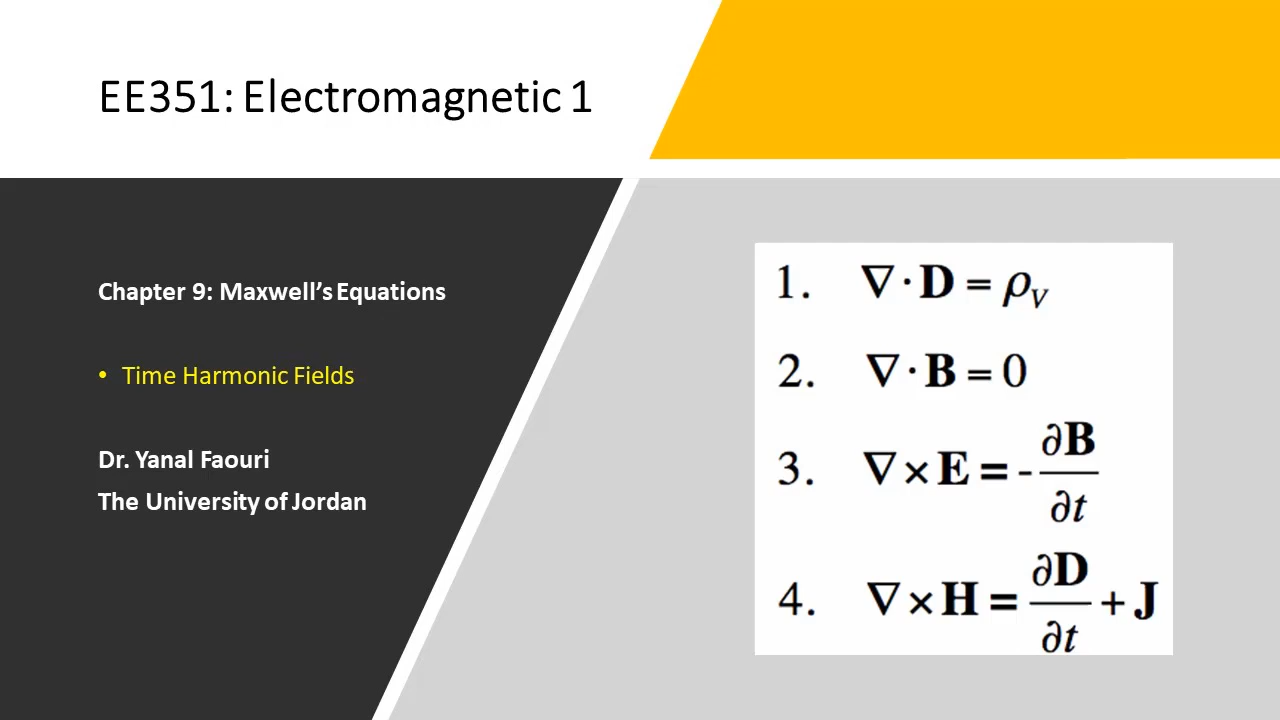 EE351: Electromagnetic 1
Chapter 9: Maxwell's Equations
• Time Harmonic Fields
Dr. Yanal Faouri
The University of Jordan
1. ∇ · D = ρ_V
2. ∇ · B = 0
3. ∇ × E = - ∂B/∂t
4. ∇ × H = ∂D/∂t + J